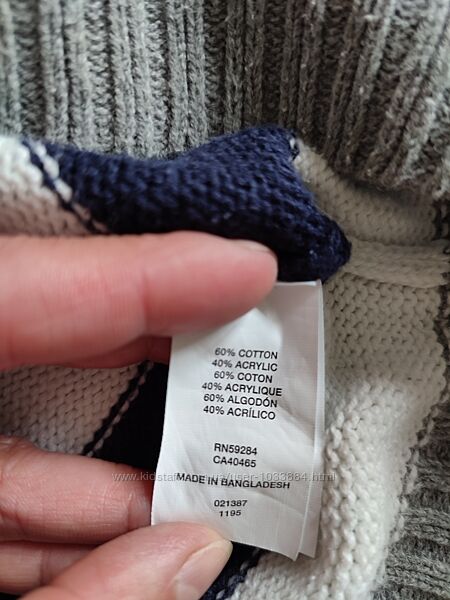 60% COTTON
40% ACRYLIC
60% COTON
40% ACRYLIQUE
60% ALGODÓN
40% ACRÍLICO
RN59284
CA40465
MADE IN BANGLADESH
021387
1195